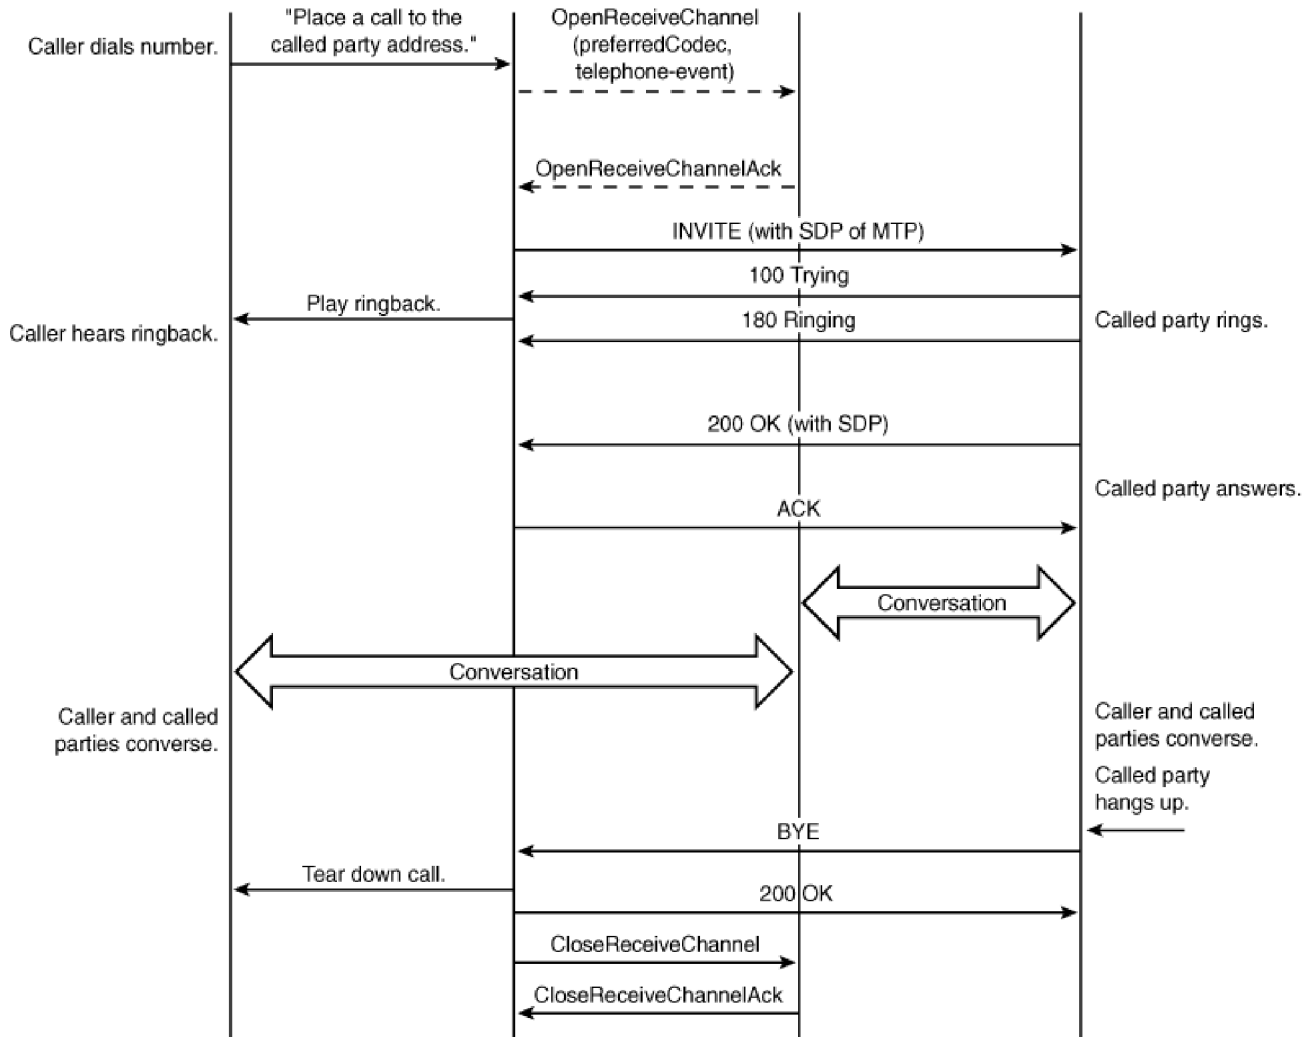 "Place a call to the
called party address."
OpenReceiveChannel
(preferredCodec,
telephone-event)
Caller dials number.
OpenReceiveChannelAck
INVITE (with SDP of MTP)
100 Trying
Play ringback.
180 Ringing
Called party rings.
Caller hears ringback.
200 OK (with SDP)
Called party answers.
ACK
Conversation
Conversation
Caller and called
parties converse.
Caller and called
parties converse.
Called party
hangs up.
BYE
Tear down call.
200 OK
CloseReceiveChannel
CloseReceiveChannelAck